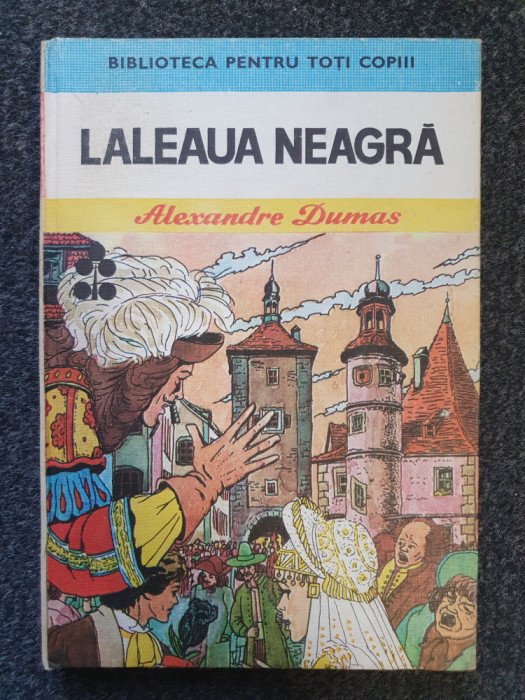 BIBLIOTECA PENTRU TOȚI COPIII
LALEAUA NEAGRĂ
Alexandre Dumas